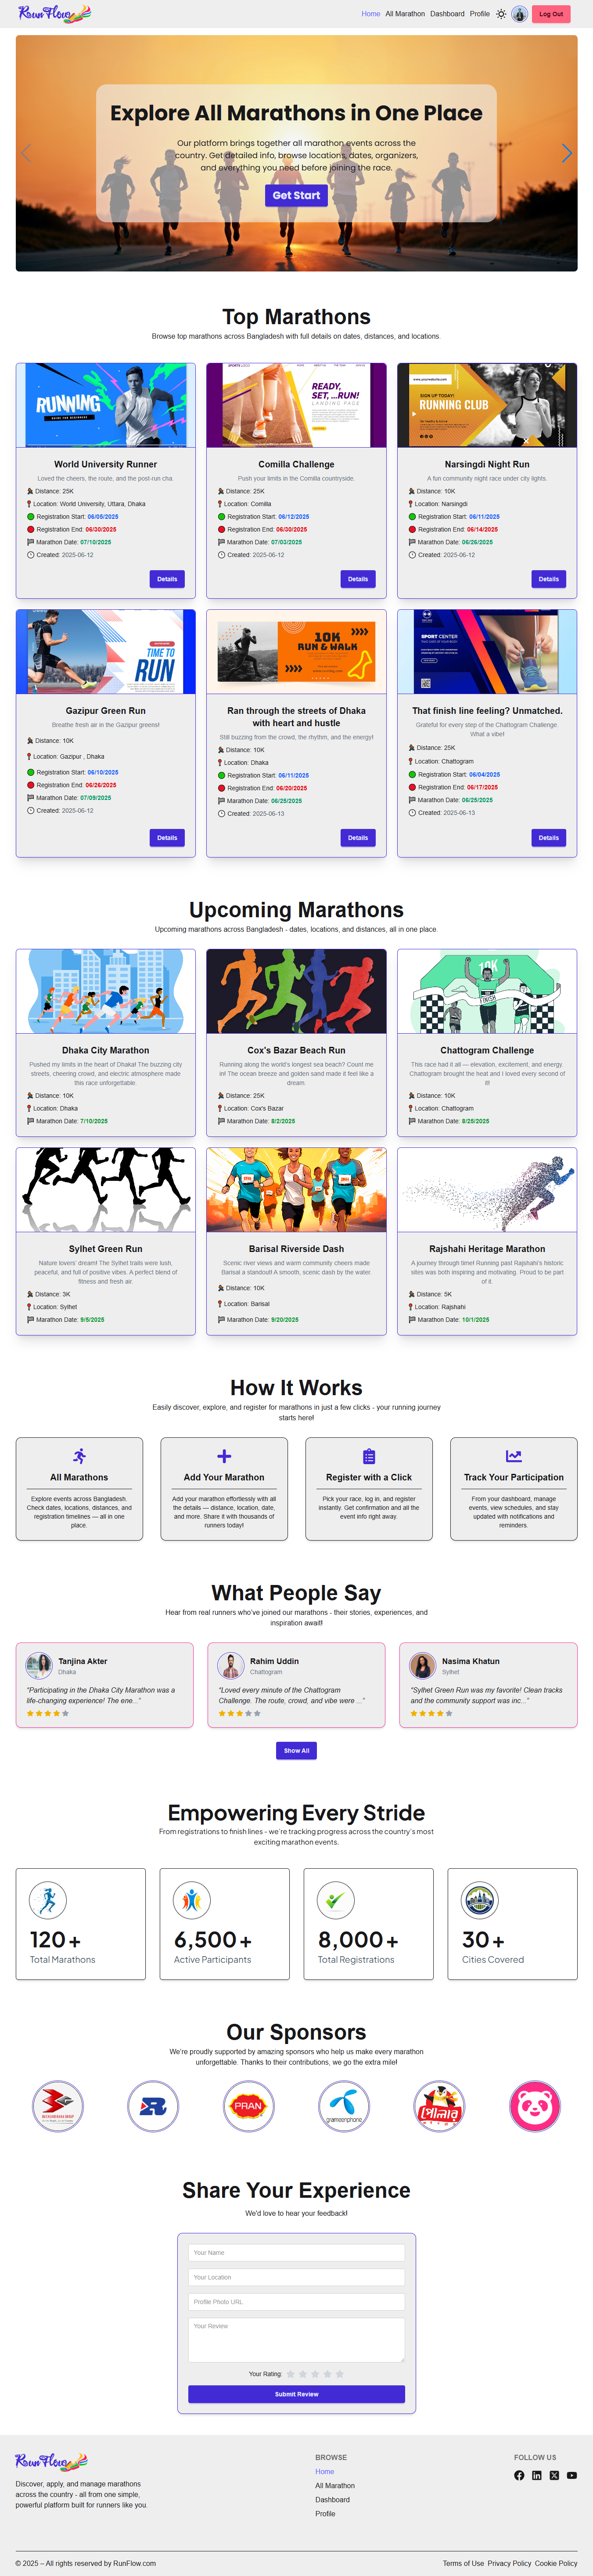 Run Flow
Home All Marathon Dashboard Profile Log Out
Explore All Marathons in One Place
Our platform brings together all marathon events across the
country. Get detailed info, browse locations, dates, organizers,
and everything you need before joining the race.
Get Start
Top Marathons
Browse top marathons across Bangladesh with full details on dates, distances, and locations.
RUNNING
World University Runner
Loved the cheers, the route, and the post-run cha.
Distance: 25K
Location: World University, Uttara, Dhaka
Registration Start: 06/05/2025
Registration End: 06/30/2025
Marathon Date: 07/10/2025
Created: 2025-06-12
Details
READY,
SET, ...RUN!
LANDING PAGE
Comilla Challenge
Push your limits in the Comilla countryside.
Distance: 25K
Location: Comilla
Registration Start: 06/12/2025
Registration End: 06/30/2025
Marathon Date: 07/03/2025
Created: 2025-06-12
Details
SIGN UP TODAY!
RUNNING CLUB
Narsingdi Night Run
A fun community night race under city lights.
Distance: 10K
Location: Narsingdi
Registration Start: 06/11/2025
Registration End: 06/14/2025
Marathon Date: 06/26/2025
Created: 2025-06-12
Details
TIME TO
RUN
Gazipur Green Run
Breathe fresh air in the Gazipur greens!
Distance: 10K
Location: Gazipur , Dhaka
Registration Start: 06/10/2025
Registration End: 06/26/2025
Marathon Date: 07/09/2025
Created: 2025-06-12
Details
10K
RUN & WALK
Ran through the streets of Dhaka
with heart and hustle
Still buzzing from the crowd, the rhythm, and the energy!
Distance: 10K
Location: Dhaka
Registration Start: 06/11/2025
Registration End: 06/20/2025
Marathon Date: 06/25/2025
Created: 2025-06-13
Details
SPORT CENTER
That finish line feeling? Unmatched.
Grateful for every step of the Chattogram Challenge.
What a vibe!
Distance: 25K
Location: Chattogram
Registration Start: 06/04/2025
Registration End: 06/17/2025
Marathon Date: 06/25/2025
Created: 2025-06-13
Details
Upcoming Marathons
Upcoming marathons across Bangladesh - dates, locations, and distances, all in one place.
Dhaka City Marathon
Pushed my limits in the heart of Dhaka! The buzzing city
streets, cheering crowd, and electric atmosphere made
this race unforgettable.
Distance: 10K
Location: Dhaka
Marathon Date: 7/10/2025
Cox's Bazar Beach Run
Running along the world's longest sea beach? Count me
in! The ocean breeze and golden sand made it feel like a
dream.
Distance: 25K
Location: Cox's Bazar
Marathon Date: 8/2/2025
10K
FINISH
Chattogram Challenge
This race had it all — elevation, excitement, and energy.
Chattogram brought the heat and I loved every second of
it!
Distance: 10K
Location: Chattogram
Marathon Date: 8/25/2025
Sylhet Green Run
Nature lovers' dream! The Sylhet trails were lush,
peaceful, and full of positive vibes. A perfect blend of
fitness and fresh air.
Distance: 3K
Location: Sylhet
Marathon Date: 9/5/2025
Barisal Riverside Dash
Scenic river views and warm community cheers made
Barisal a standout! A smooth, scenic dash by the water.
Distance: 10K
Location: Barisal
Marathon Date: 9/20/2025
Rajshahi Heritage Marathon
A journey through time! Running past Rajshahi's historic
sites was both inspiring and motivating. Proud to be part
of it.
Distance: 5K
Location: Rajshahi
Marathon Date: 10/1/2025
How It Works
Easily discover, explore, and register for marathons in just a few clicks - your running journey
starts here!
All Marathons
Explore events across Bangladesh.
Check dates, locations, distances, and
registration timelines — all in one
place.
Add Your Marathon
Add your marathon effortlessly with all
the details — distance, location, date,
and more. Share it with thousands of
runners today!
Register with a Click
Pick your race, log in, and register
instantly. Get confirmation and all the
event info right away.
Track Your Participation
From your dashboard, manage
events, view schedules, and stay
updated with notifications and
reminders.
What People Say
Hear from real runners who've joined our marathons - their stories, experiences, and
inspiration await!
Tanjina Akter
Dhaka
"Participating in the Dhaka City Marathon was a
life-changing experience! The ene..."
Rahim Uddin
Chattogram
"Loved every minute of the Chattogram
Challenge. The route, crowd, and vibe were ..."
Nasima Khatun
Sylhet
"Sylhet Green Run was my favorite! Clean tracks
and the community support was inc..."
Show All
Empowering Every Stride
From registrations to finish lines - we're tracking progress across the country's most
exciting marathon events.
120+
Total Marathons
6,500+
Active Participants
8,000+
Total Registrations
30+
Cities Covered
Our Sponsors
We're proudly supported by amazing sponsors who help us make every marathon
unforgettable. Thanks to their contributions, we go the extra mile!
PRAN
grameenphone
পোলার
Share Your Experience
We'd love to hear your feedback!
Your Name
Your Location
Profile Photo URL
Your Review
Your Rating:
Submit Review
Run Flow
Discover, apply, and manage marathons
across the country - all from one simple,
powerful platform built for runners like you.
BROWSE
Home
All Marathon
Dashboard
Profile
FOLLOW US
© 2025 – All rights reserved by RunFlow.com
Terms of Use Privacy Policy Cookie Policy